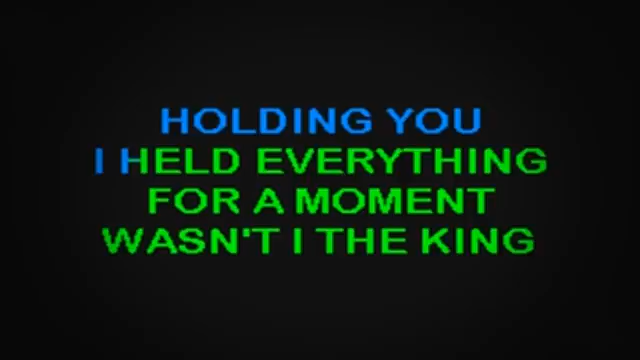 HOLDING YOU
I HELD EVERYTHING
FOR A MOMENT
WASN'T I THE KING